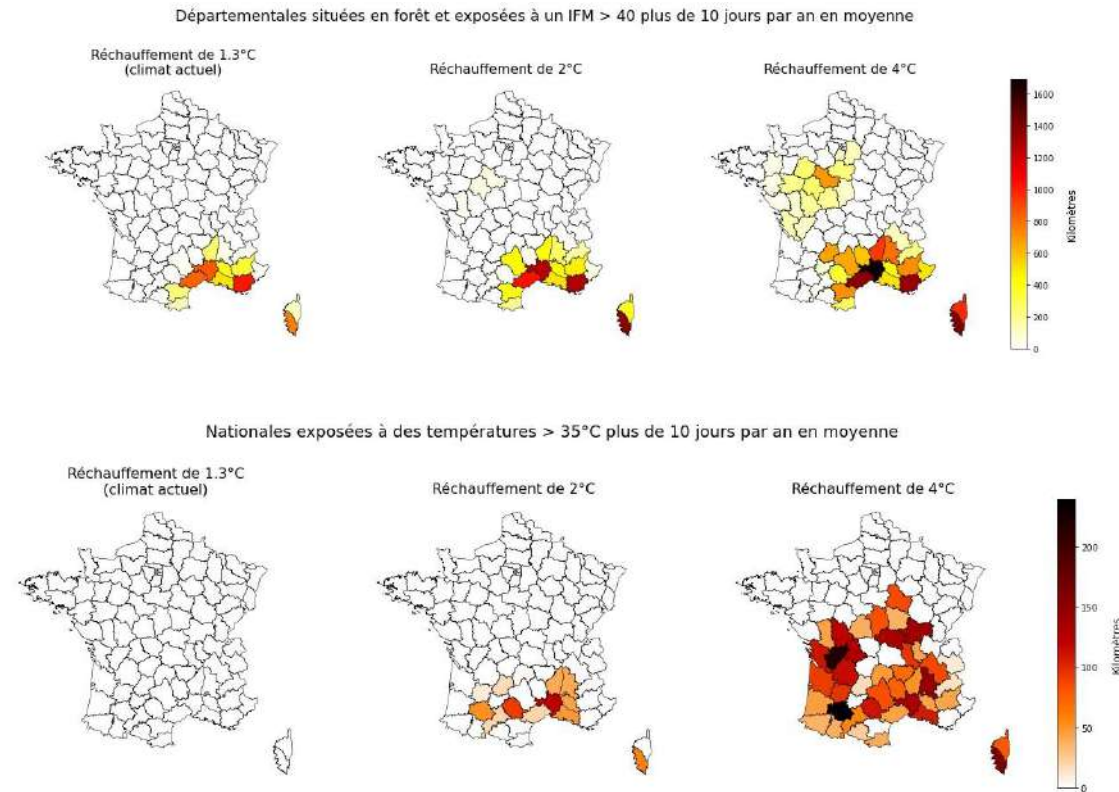 Départementales situées en forêt et exposées à un IFM > 40 plus de 10 jours par an en moyenne
Réchauffement de 1.3°C
(climat actuel)
Réchauffement de 2°C
Réchauffement de 4°C
1600
1400
1200
1000
800
600
400
200
0
Kilomètres
Nationales exposées à des températures > 35°C plus de 10 jours par an en moyenne
Réchauffement de 1.3°C
(climat actuel)
Réchauffement de 2°C
Réchauffement de 4°C
200
150
100
50
0
Kilomètres